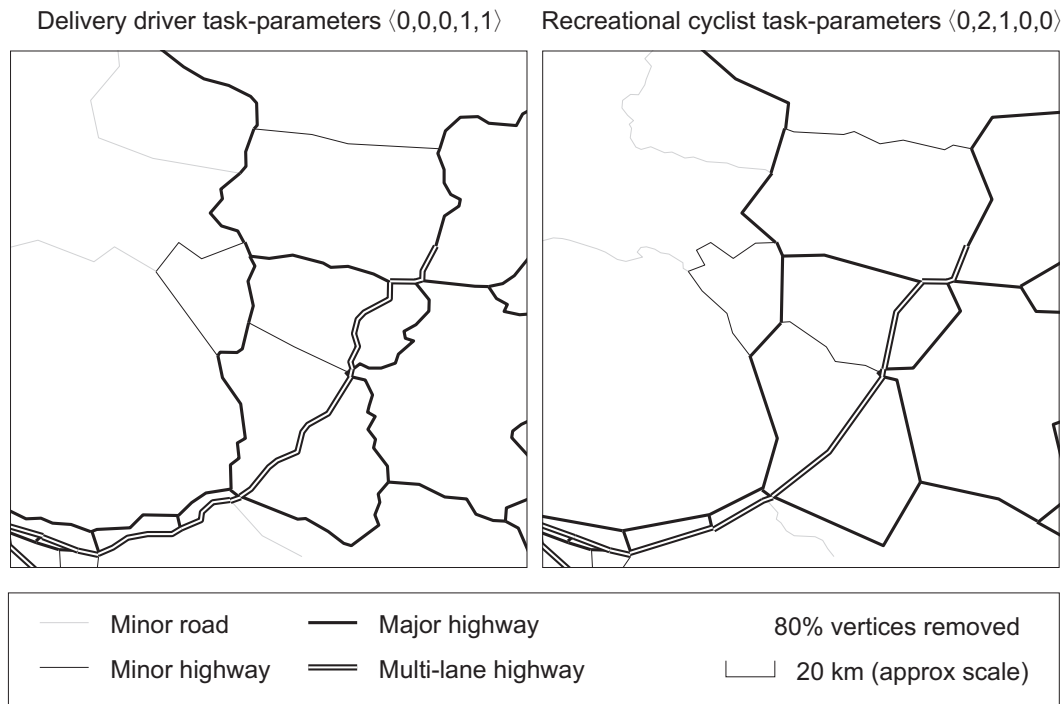 Delivery driver task-parameters ⟨0,0,0,1,1⟩
Recreational cyclist task-parameters ⟨0,2,1,0,0⟩
Minor road
Major highway
80% vertices removed
Minor highway
Multi-lane highway
20 km (approx scale)